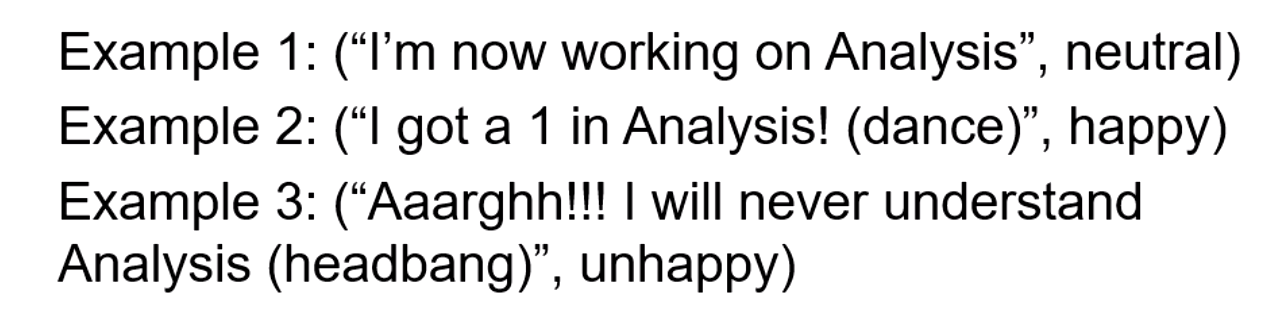 Example 1: (“I’m now working on Analysis”, neutral)
Example 2: (“I got a 1 in Analysis! (dance)”, happy)
Example 3: (“Aaarghh!!! I will never understand
Analysis (headbang)”, unhappy)